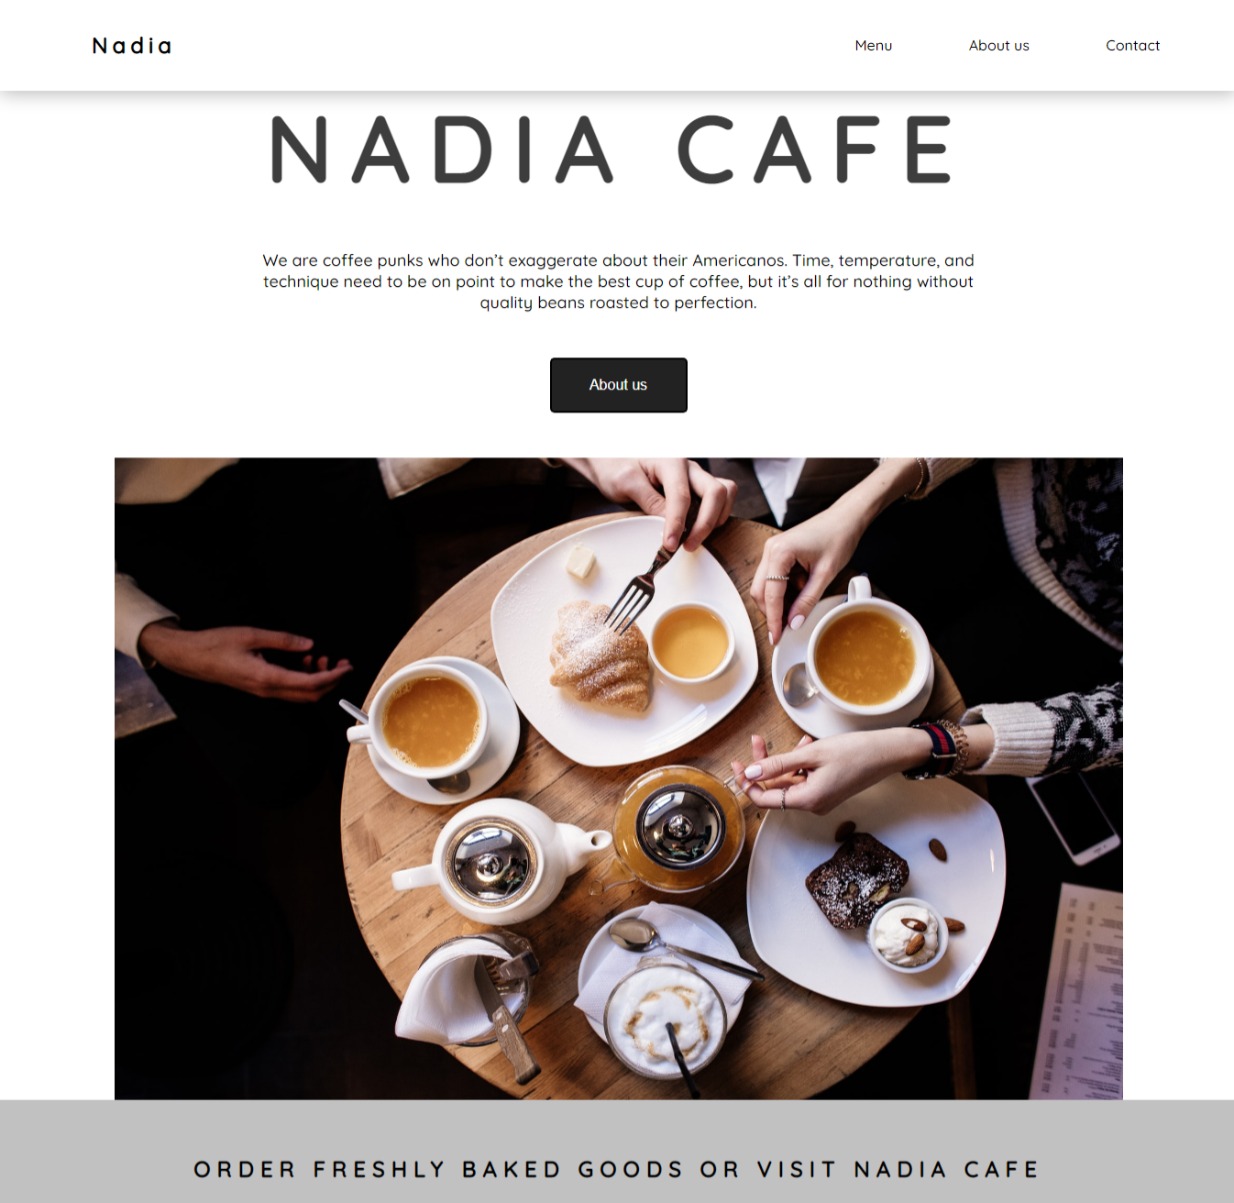 Nadia
Menu
About us
Contact
NADIA CAFE
We are coffee punks who don’t exaggerate about their Americanos. Time, temperature, and
technique need to be on point to make the best cup of coffee, but it’s all for nothing without
quality beans roasted to perfection.
About us
ORDER FRESHLY BAKED GOODS OR VISIT NADIA CAFE